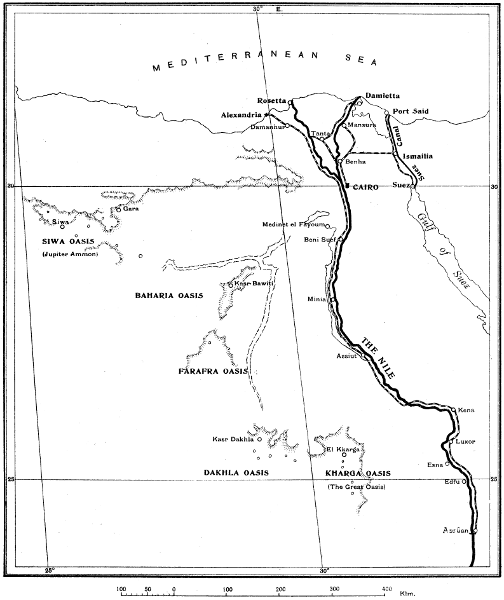 30° E.
MEDITERRANEAN SEA
Rosetta
Damietta
Alexandria
Port Said
Damanhur
Mansura
Tanta
Suez Canal
Ismailia
Benha
30
CAIRO
Suez
30
Gara
Siwa
SIWA OASIS
(Jupiter Ammon)
Medinet el Fayoum
Beni Suef
Gulf of Suez
Kasr Bawiti
BAHARIA OASIS
Minia
THE NILE
Assiut
FARAFRA OASIS
Kena
Kasr Dakhla
El Kharga
Luxor
DAKHLA OASIS
KHARGA OASIS
(The Great Oasis)
Esna
25
25
Edfû
Asoûan
25°
30°
100 50 0 100 200 300 400 Klm.